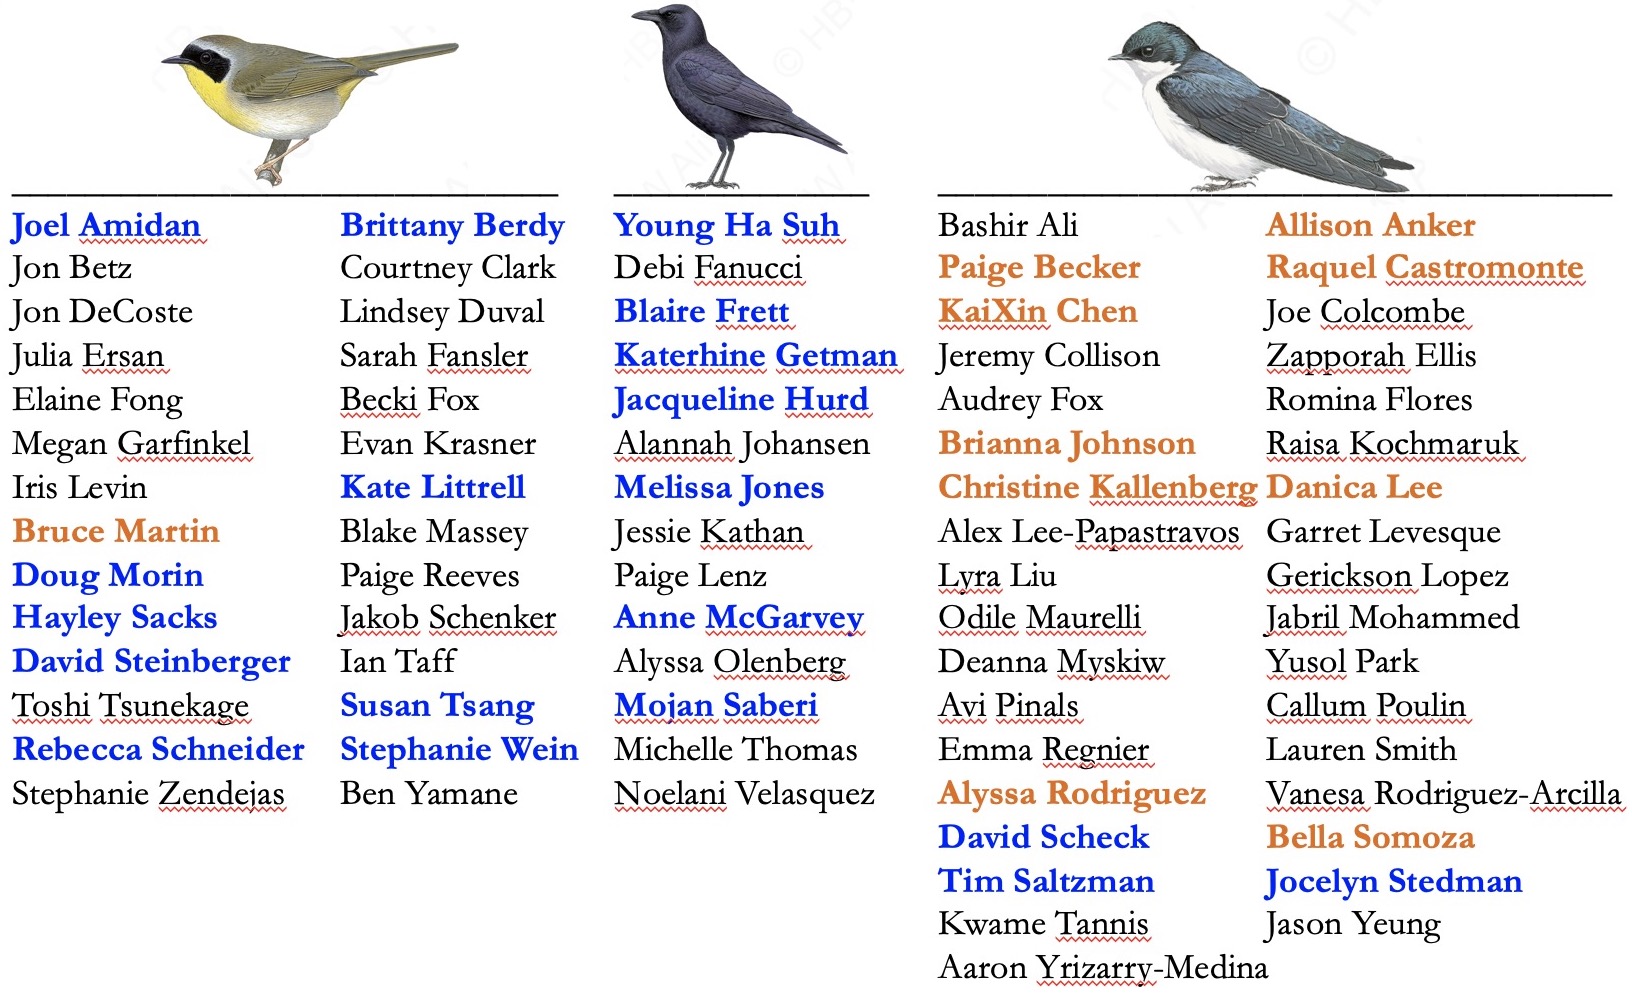 Joel Amidan
Jon Betz
Jon DeCoste
Julia Ersan
Elaine Fong
Megan Garfinkel
Iris Levin
Bruce Martin
Doug Morin
Hayley Sacks
David Steinberger
Toshi Tsunekage
Rebecca Schneider
Stephanie Zendejas
Brittany Berdy
Courtney Clark
Lindsey Duval
Sarah Fansler
Becki Fox
Evan Krasner
Kate Littrell
Blake Massey
Paige Reeves
Jakob Schenker
Ian Taff
Susan Tsang
Stephanie Wein
Ben Yamane
Young Ha Suh
Debi Fanucci
Blaire Frett
Katerhine Getman
Jacqueline Hurd
Alannah Johansen
Melissa Jones
Jessie Kathan
Paige Lenz
Anne McGarvey
Alyssa Olenberg
Mojan Saberi
Michelle Thomas
Noelani Velasquez
Bashir Ali
Paige Becker
KaiXin Chen
Jeremy Collison
Audrey Fox
Brianna Johnson
Christine Kallenberg
Alex Lee-Papastravos
Lyra Liu
Odile Maurelli
Deanna Myskiw
Avi Pinals
Emma Regnier
Alyssa Rodriguez
David Scheck
Tim Saltzman
Kwame Tannis
Aaron Yrizarry-Medina
Allison Anker
Raquel Castromonte
Joe Colcombe
Zapporah Ellis
Romina Flores
Raisa Kochmaruk
Danica Lee
Garret Levesque
Gerickson Lopez
Jabril Mohammed
Yusol Park
Callum Poulin
Lauren Smith
Vanesa Rodriguez-Arcilla
Bella Somoza
Jocelyn Stedman
Jason Yeung